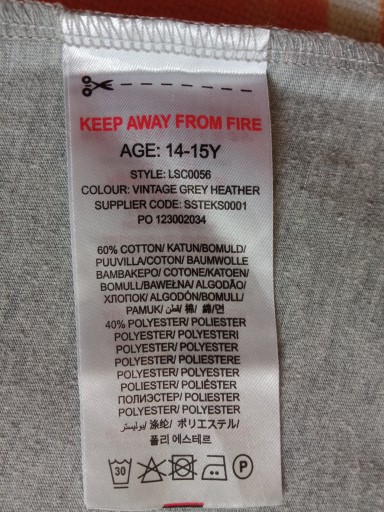 KEEP AWAY FROM FIRE
AGE: 14-15Y
STYLE: LSC0056
COLOUR: VINTAGE GREY HEATHER
SUPPLIER CODE: SSTEKS0001
PO 123002034
60% COTTON/ KATUN/BOMULD/
PUUVILLA/COTON/ BAUMWOLLE
ΒΑΜΒΑΚΕΡΟ/ COTONE/KATOEN/
BOMULL/BAWEŁNA/ ALGODÃO/
ХЛОПОК/ ALGODÓN/BOMULL/
PAMUK/ قطن/ 棉/ 綿/면
40% POLYESTER/ POLIESTER
POLYESTER/ POLYESTERI
POLYESTER/ POLYESTER
POLYESTER/ POLIESTERE
POLYESTER/ POLYESTER
POLIESTER/ POLIÉSTER
ПОЛИЭСТЕР/ POLIÉSTER
POLYESTER/ POLYESTER
بوليستر/ 涤纶/ ポリエステル/
폴리 에스테르
30 P